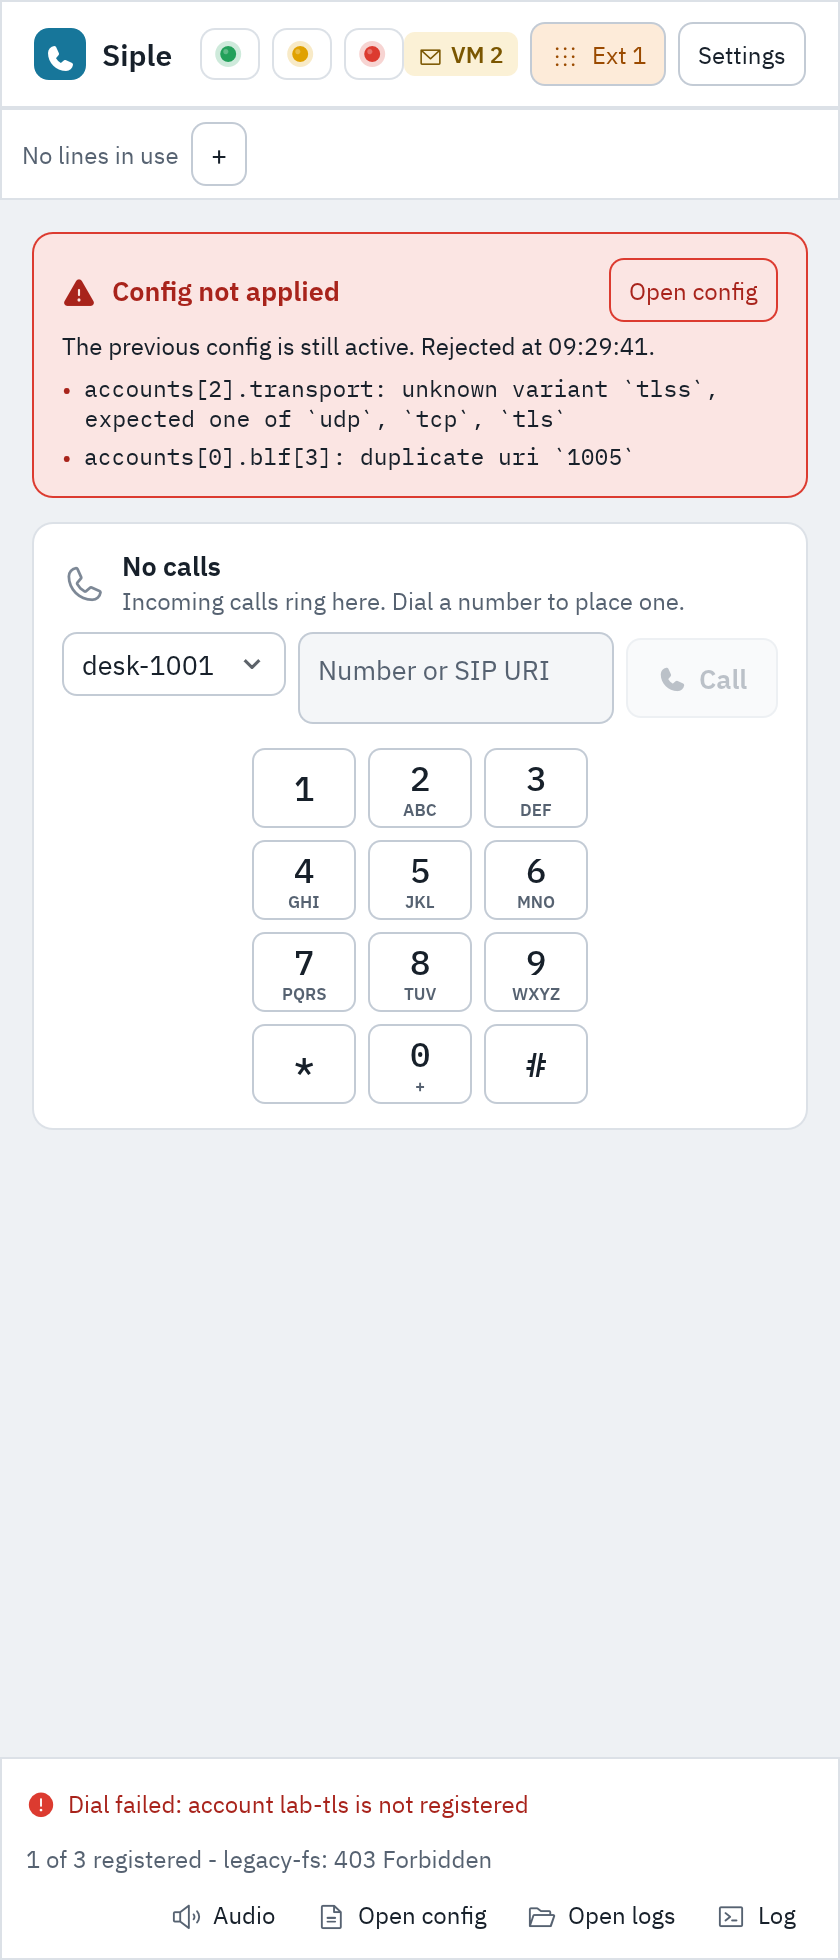 Siple
VM 2
Ext 1
Settings
No lines in use
+
Config not applied
Open config
The previous config is still active. Rejected at 09:29:41.
• accounts[2].transport: unknown variant `tlss`,
expected one of `udp`, `tcp`, `tls`
• accounts[0].blf[3]: duplicate uri `1005`
No calls
Incoming calls ring here. Dial a number to place one.
desk-1001
Number or SIP URI
Call
1
2
ABC
3
DEF
4
GHI
5
JKL
6
MNO
7
PQRS
8
TUV
9
WXYZ
*
0
+
#
Dial failed: account lab-tls is not registered
1 of 3 registered - legacy-fs: 403 Forbidden
Audio
Open config
Open logs
Log